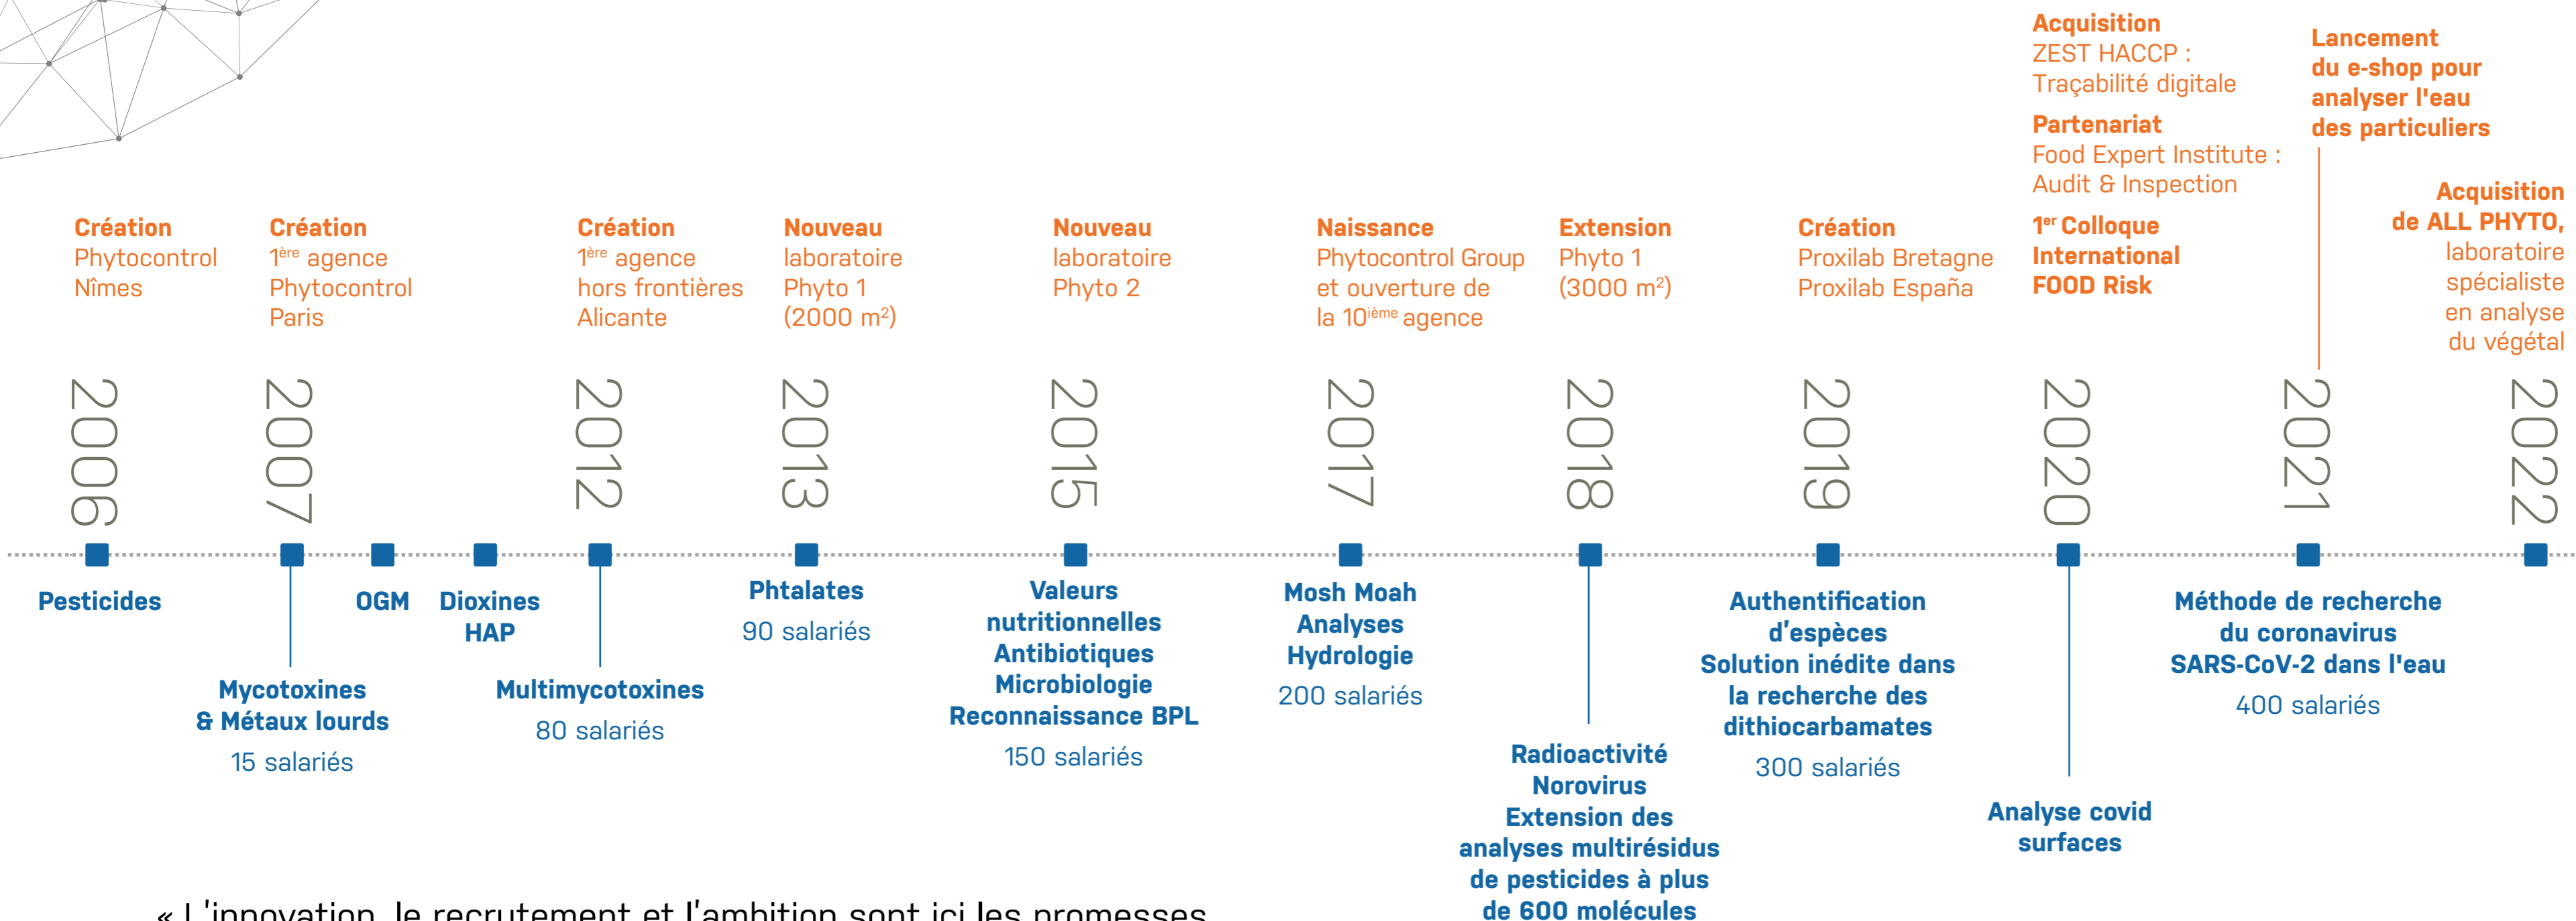 Création
Phytocontrol
Nîmes
Création
1ère agence
Phytocontrol
Paris
Création
1ère agence
hors frontières
Alicante
Nouveau
laboratoire
Phyto 1
(2000 m²)
Nouveau
laboratoire
Phyto 2
Naissance
Phytocontrol Group
et ouverture de
la 10ième agence
Extension
Phyto 1
(3000 m²)
Création
Proxilab Bretagne
Proxilab España
Acquisition
ZEST HACCP :
Traçabilité digitale
Partenariat
Food Expert Institute :
Audit & Inspection
1er Colloque
International
FOOD Risk
Lancement
du e-shop pour
analyser l'eau
des particuliers
Acquisition
de ALL PHYTO,
laboratoire
spécialiste
en analyse
du végétal
2006
2007
2012
2013
2015
2017
2018
2019
2020
2021
2022
Pesticides
Mycotoxines
& Métaux lourds
15 salariés
OGM
Dioxines
HAP
Multimycotoxines
80 salariés
Phtalates
90 salariés
Valeurs
nutritionnelles
Antibiotiques
Microbiologie
Reconnaissance BPL
150 salariés
Mosh Moah
Analyses
Hydrologie
200 salariés
Radioactivité
Norovirus
Extension des
analyses multirésidus
de pesticides à plus
de 600 molécules
Authentification
d'espèces
Solution inédite dans
la recherche des
dithiocarbamates
300 salariés
Analyse covid
surfaces
Méthode de recherche
du coronavirus
SARS-CoV-2 dans l'eau
400 salariés
« L'innovation, le recrutement et l'ambition sont ici les promesses